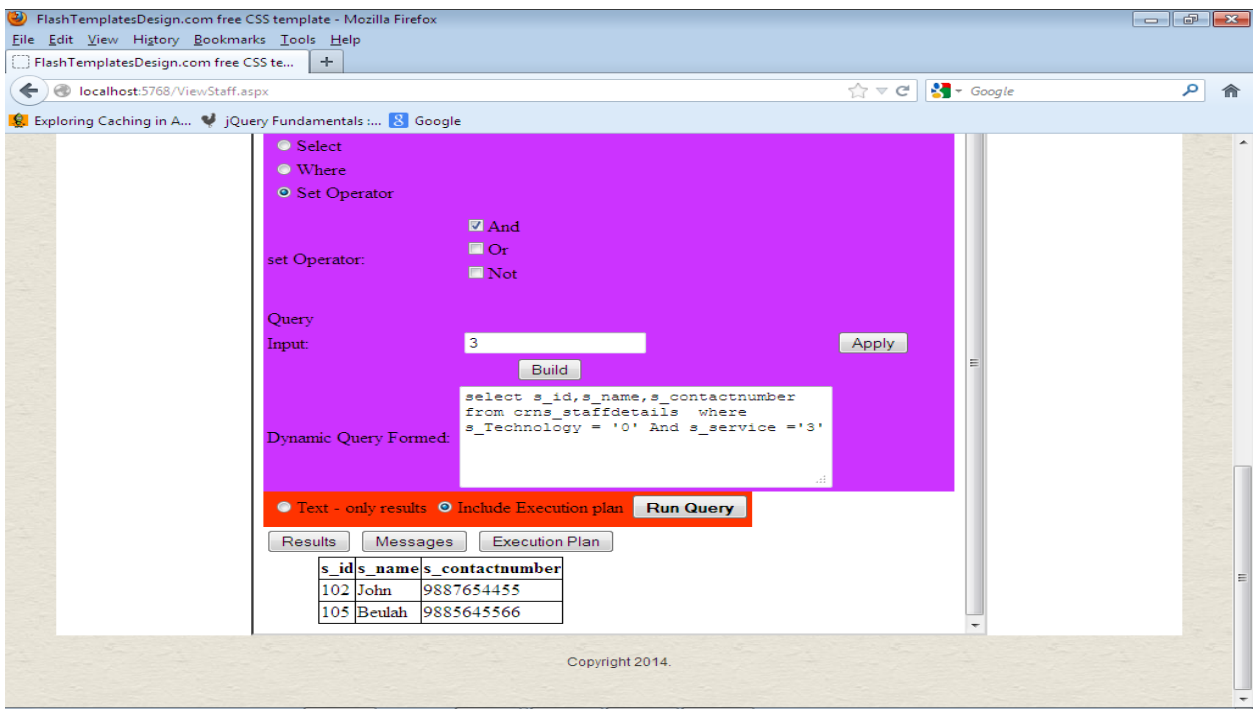 FlashTemplatesDesign.com free CSS template - Mozilla Firefox
File Edit View History Bookmarks Tools Help
FlashTemplatesDesign.com free CSS te... +
localhost:5768/ViewStaff.aspx
Google
Exploring Caching in A... jQuery Fundamentals :... Google
Select
Where
Set Operator
And
set Operator:
Or
Not
Query
Input:
3
Apply
Build
Dynamic Query Formed:
select s_id,s_name,s_contactnumber
from crns_staffdetails where
s_Technology = '0' And s_service ='3'
Text - only results Include Execution plan Run Query
Results Messages Execution Plan
s_id s_name s_contactnumber
102 John 9887654455
105 Beulah 9885645566
Copyright 2014.